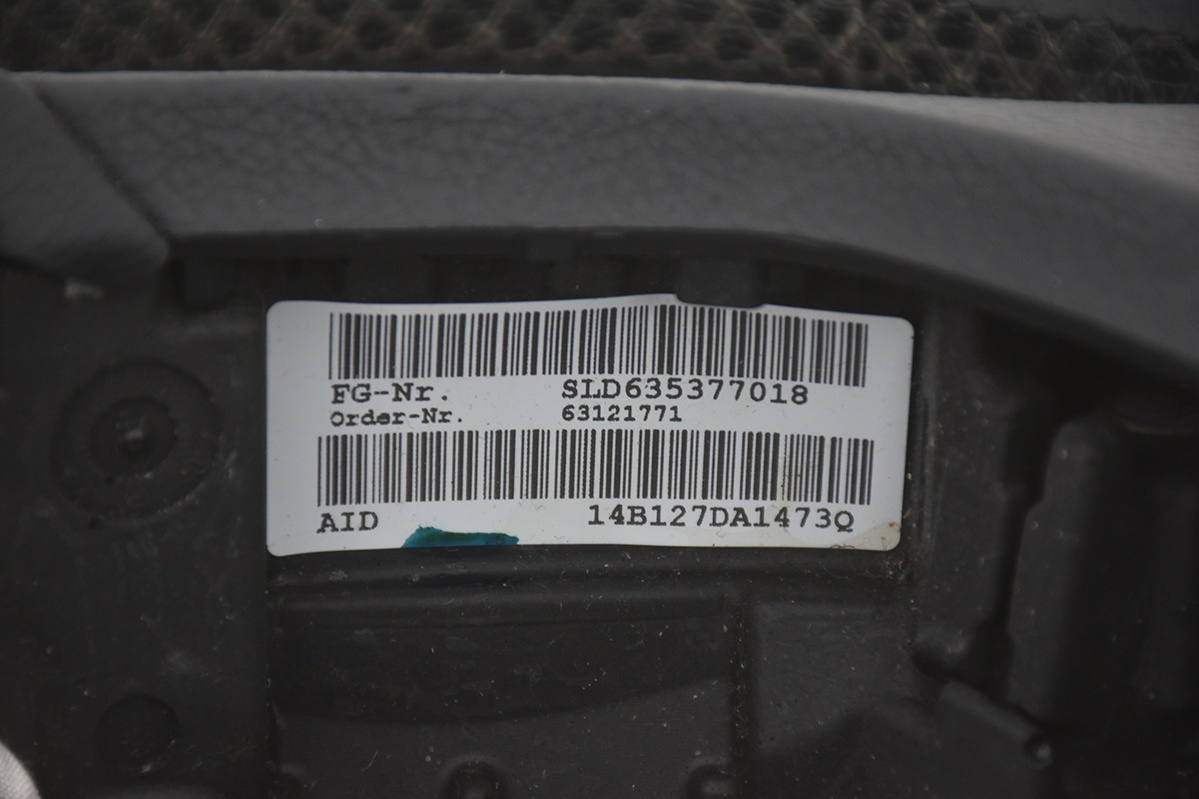 FG-Nr. SLD635377018
Order-Nr. 63121771
AID 14B127DA1473Q